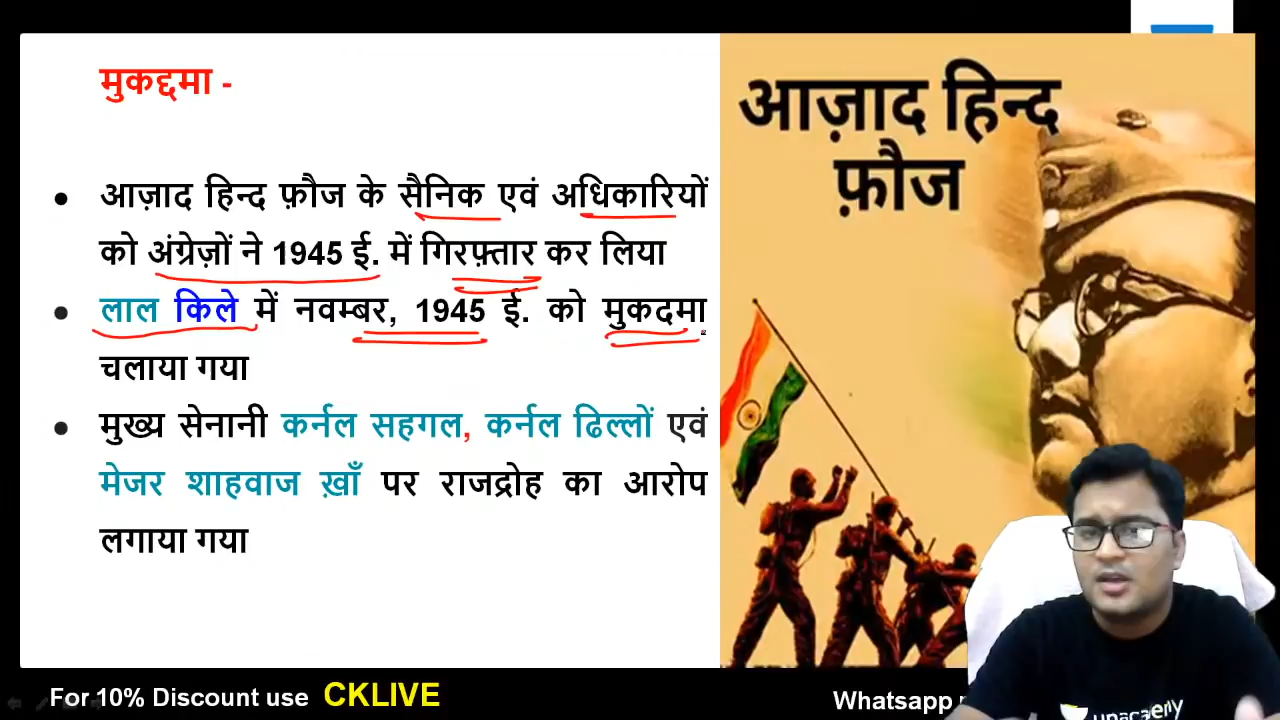 मुकद्दमा -
आज़ाद हिन्द फ़ौज के सैनिक एवं अधिकारियों
को अंग्रेज़ों ने 1945 ई. में गिरफ़्तार कर लिया
लाल किले में नवम्बर, 1945 ई. को मुकदमा
चलाया गया
मुख्य सेनानी कर्नल सहगल, कर्नल ढिल्लों एवं
मेजर शाहवाज ख़ाँ पर राजद्रोह का आरोप
लगाया गया
आज़ाद हिन्द
फ़ौज
For 10% Discount use CKLIVE
Whatsapp